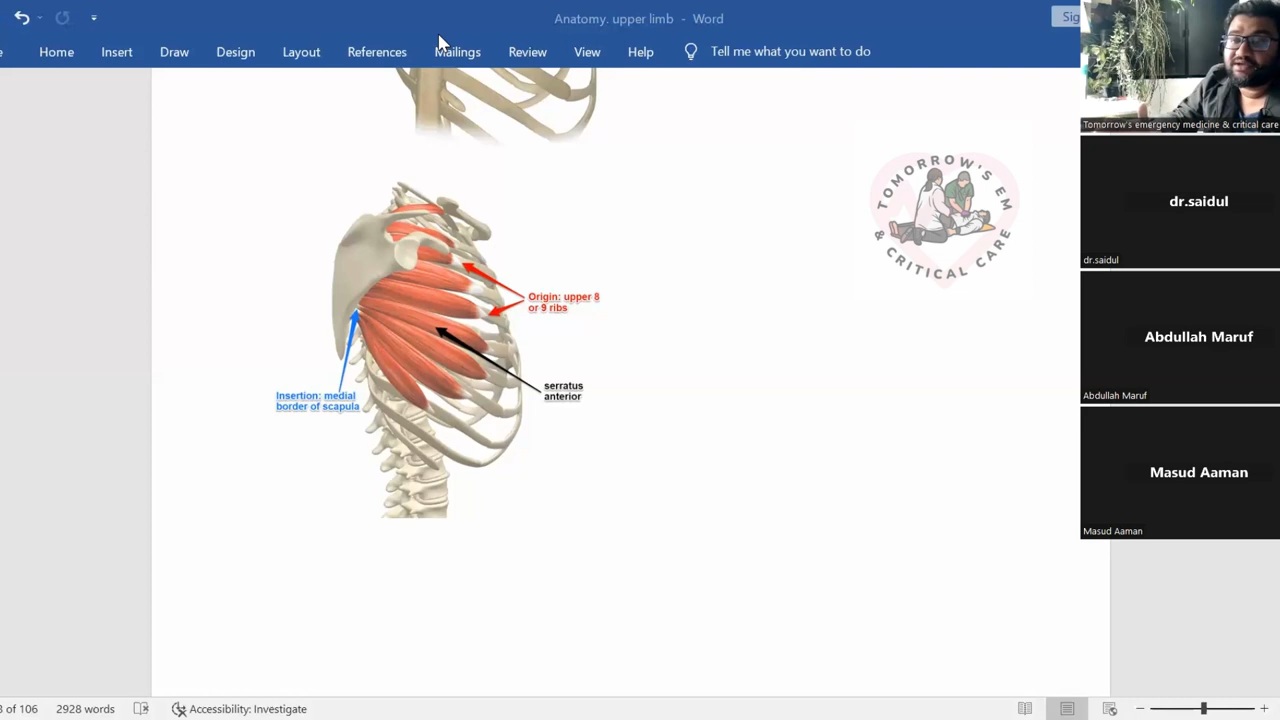 Anatomy. upper limb - Word
Home Insert Draw Design Layout References Mailings Review View Help Tell me what you want to do
Tomorrow's emergency medicine & critical care
TOMORROW'S EM
& CRITICAL CARE
dr.saidul
dr.saidul
Origin: upper 8
or 9 ribs
Abdullah Maruf
Abdullah Maruf
serratus
anterior
Insertion: medial
border of scapula
Masud Aaman
Masud Aaman
of 106 2928 words Accessibility: Investigate